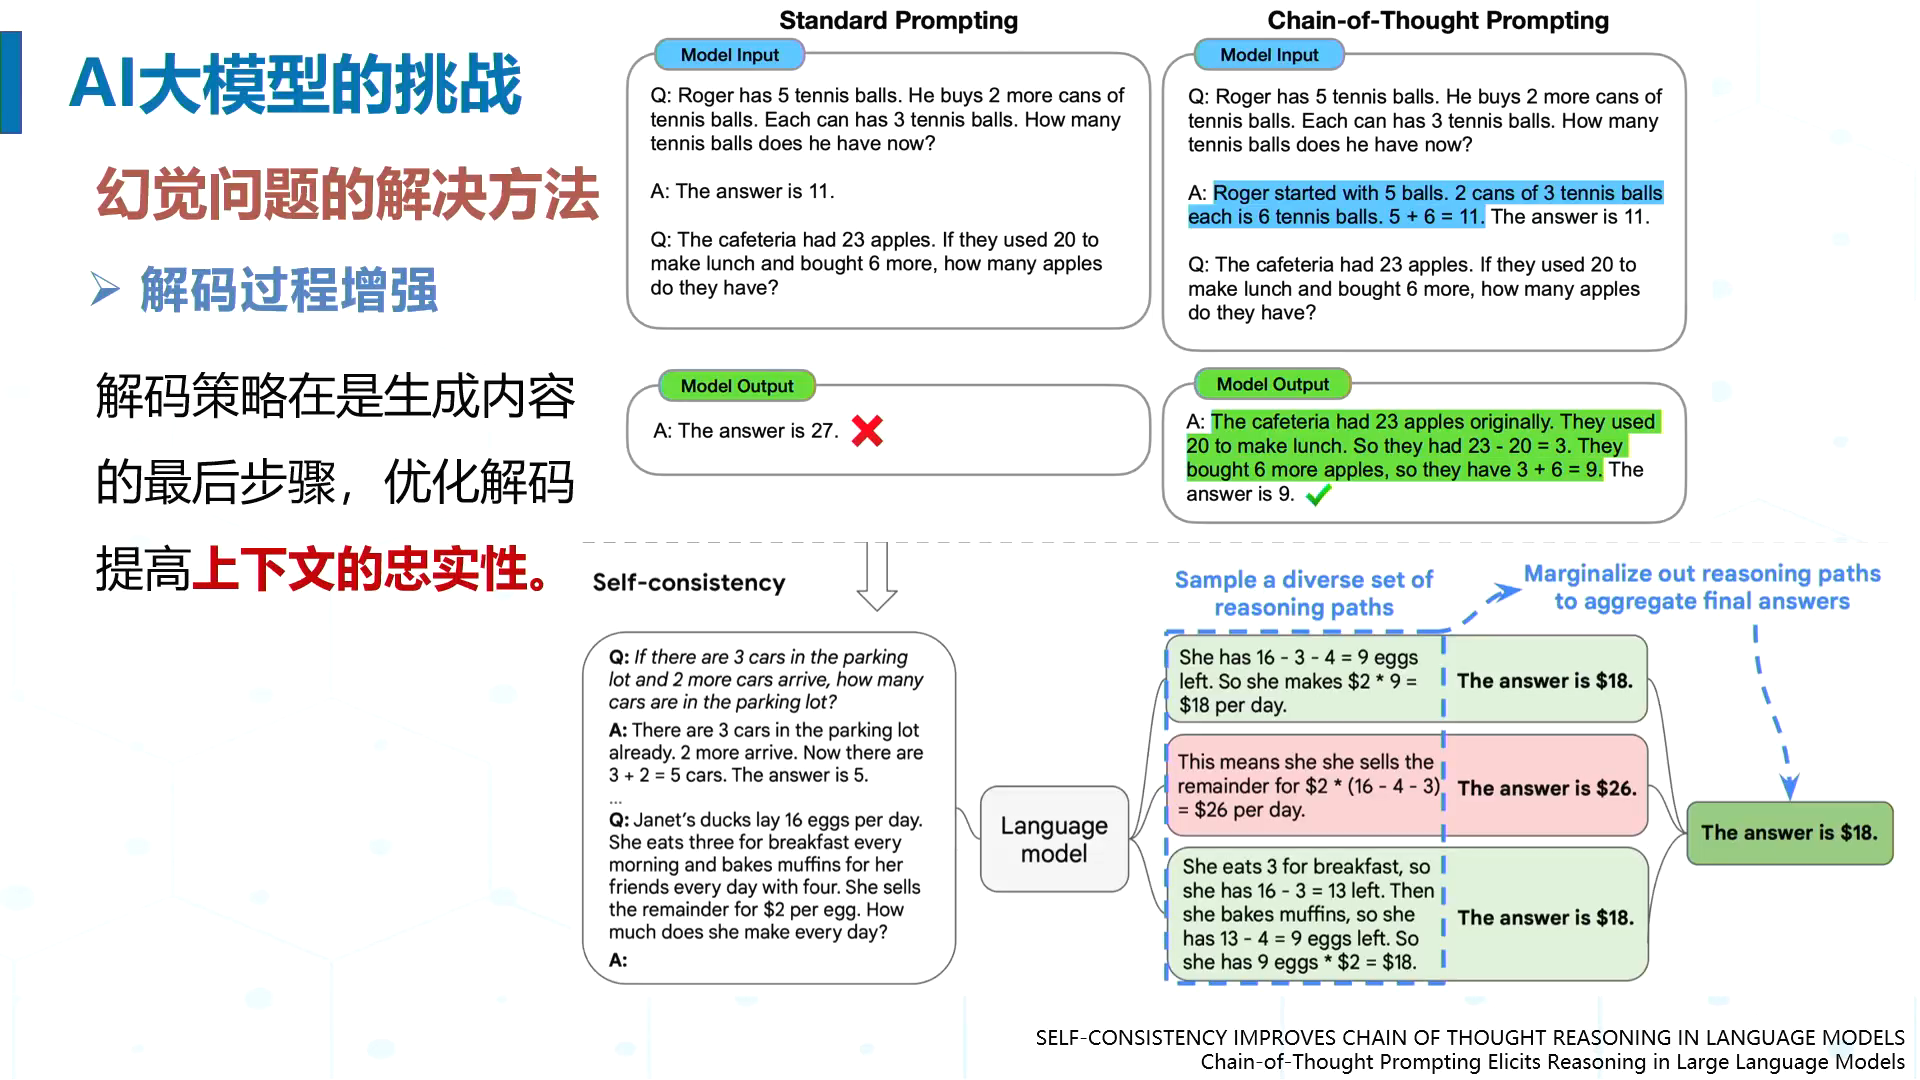 AI大模型的挑战
幻觉问题的解决方法
➢ 解码过程增强
解码策略在是生成内容
的最后步骤，优化解码
提高上下文的忠实性。
Standard Prompting
Model Input
Q: Roger has 5 tennis balls. He buys 2 more cans of
tennis balls. Each can has 3 tennis balls. How many
tennis balls does he have now?
A: The answer is 11.
Q: The cafeteria had 23 apples. If they used 20 to
make lunch and bought 6 more, how many apples
do they have?
Model Output
A: The answer is 27.
Chain-of-Thought Prompting
Model Input
Q: Roger has 5 tennis balls. He buys 2 more cans of
tennis balls. Each can has 3 tennis balls. How many
tennis balls does he have now?
A: Roger started with 5 balls. 2 cans of 3 tennis balls
each is 6 tennis balls. 5 + 6 = 11. The answer is 11.
Q: The cafeteria had 23 apples. If they used 20 to
make lunch and bought 6 more, how many apples
do they have?
Model Output
A: The cafeteria had 23 apples originally. They used
20 to make lunch. So they had 23 - 20 = 3. They
bought 6 more apples, so they have 3 + 6 = 9. The
answer is 9.
Self-consistency
Q: If there are 3 cars in the parking
lot and 2 more cars arrive, how many
cars are in the parking lot?
A: There are 3 cars in the parking lot
already. 2 more arrive. Now there are
3 + 2 = 5 cars. The answer is 5.
...
Q: Janet's ducks lay 16 eggs per day.
She eats three for breakfast every
morning and bakes muffins for her
friends every day with four. She sells
the remainder for $2 per egg. How
much does she make every day?
A:
Language
model
Sample a diverse set of
reasoning paths
She has 16 - 3 - 4 = 9 eggs
left. So she makes $2 * 9 =
$18 per day.
The answer is $18.
This means she she sells the
remainder for $2 * (16 - 4 - 3)
= $26 per day.
The answer is $26.
She eats 3 for breakfast, so
she has 16 - 3 = 13 left. Then
she bakes muffins, so she
has 13 - 4 = 9 eggs left. So
she has 9 eggs * $2 = $18.
The answer is $18.
Marginalize out reasoning paths
to aggregate final answers
The answer is $18.
SELF-CONSISTENCY IMPROVES CHAIN OF THOUGHT REASONING IN LANGUAGE MODELS
Chain-of-Thought Prompting Elicits Reasoning in Large Language Models